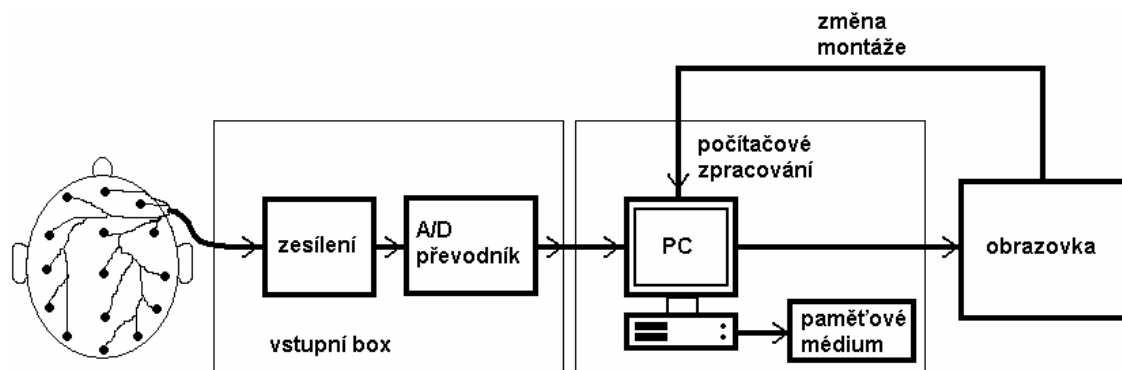 změna
montáže
počítačové
zpracování
zesílení
A/D
převodník
PC
obrazovka
vstupní box
paměťové
médium